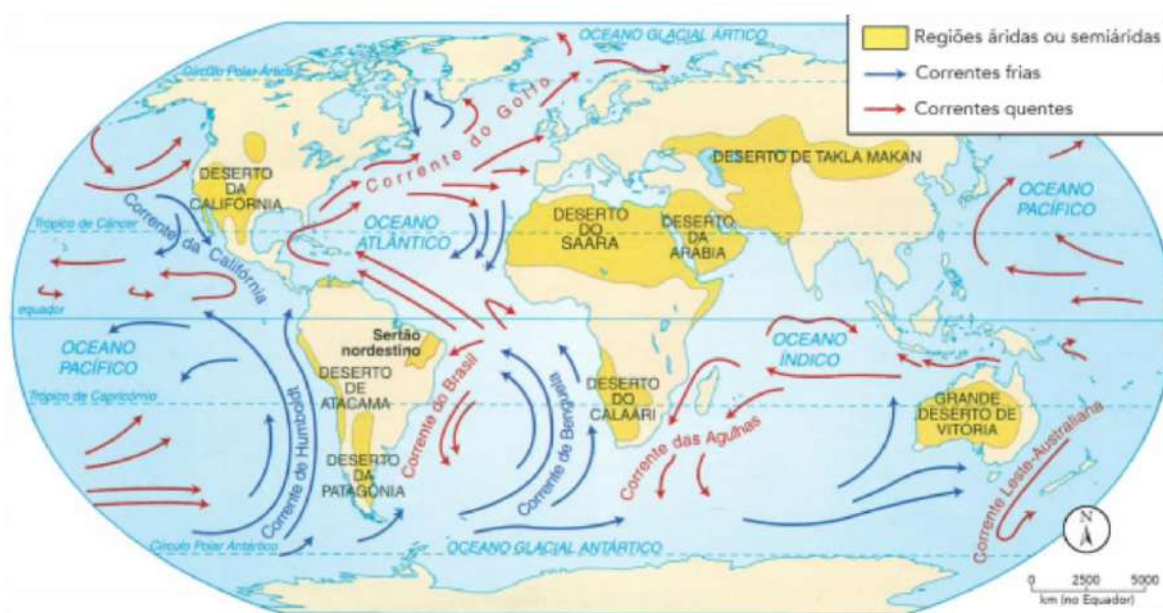 OCEANO GLACIAL ÁRTICO
Regiões áridas ou semiáridas
Correntes frias
Correntes quentes
Círculo Polar Ártico
Corrente do Golfo
DESERTO
DA
CALIFÓRNIA
DESERTO DE TAKLA MAKAN
Trópico de Câncer
Corrente da Califórnia
OCEANO
ATLÂNTICO
DESERTO
DO
SAARA
DESERTO
DA
ARABIA
OCEANO
PACÍFICO
equador
OCEANO
PACÍFICO
Sertão
nordestino
OCEANO
ÍNDICO
Trópico de Capricórnio
DESERTO
DE
ATACAMA
Corrente do Brasil
Corrente de Humboldt
DESERTO
DA
PATAGÔNIA
Corrente de Benguela
DESERTO
DO
CALAARI
Corrente das Agulhas
GRANDE
DESERTO DE
VITÓRIA
Corrente Leste-Australiana
Círculo Polar Antártico
OCEANO GLACIAL ANTÁRTICO
N
0 2500 5000
km (no Equador)